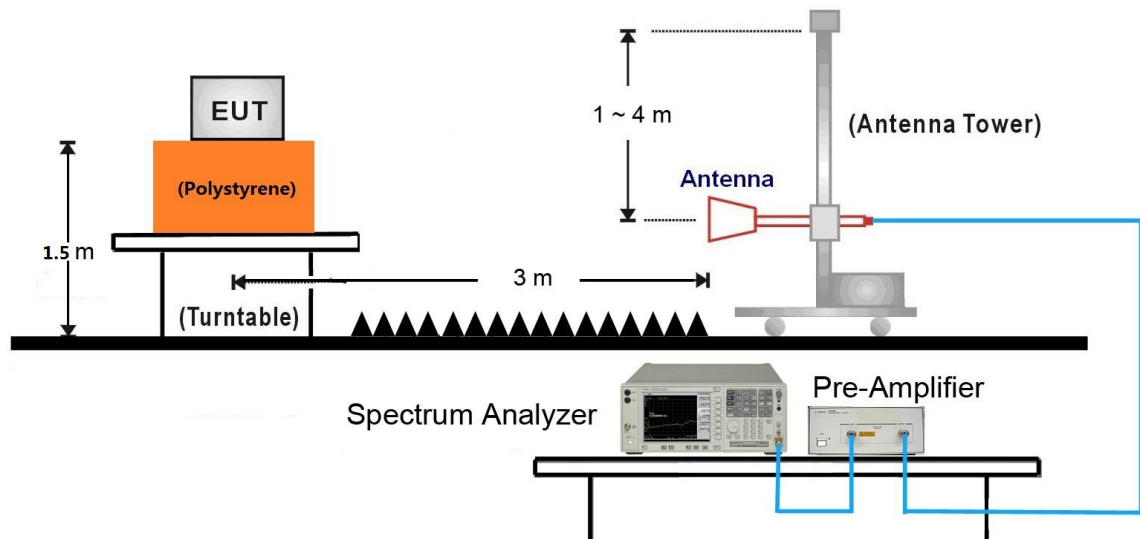 EUT
(Polystyrene)
1.5 m
(Turntable)
3 m
1 ~ 4 m
Antenna
(Antenna Tower)
Spectrum Analyzer
Pre-Amplifier